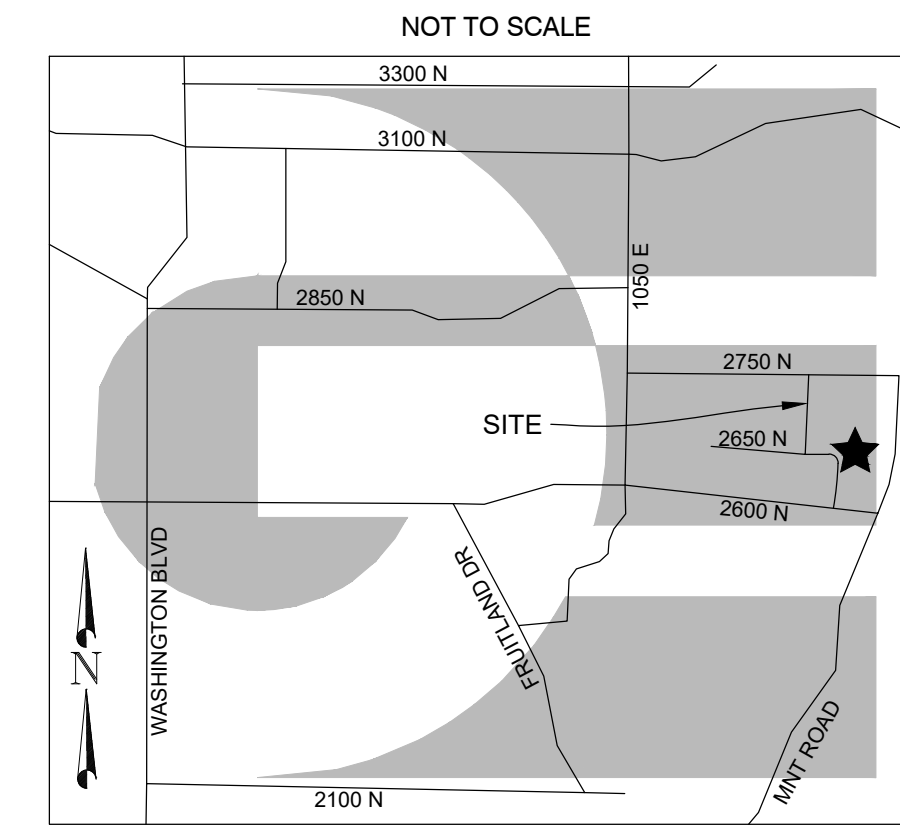 NOT TO SCALE
3300 N
3100 N
1050 E
2850 N
2750 N
SITE
2650 N
2600 N
WASHINGTON BLVD
FRUITLAND DR
N
MNT ROAD
2100 N